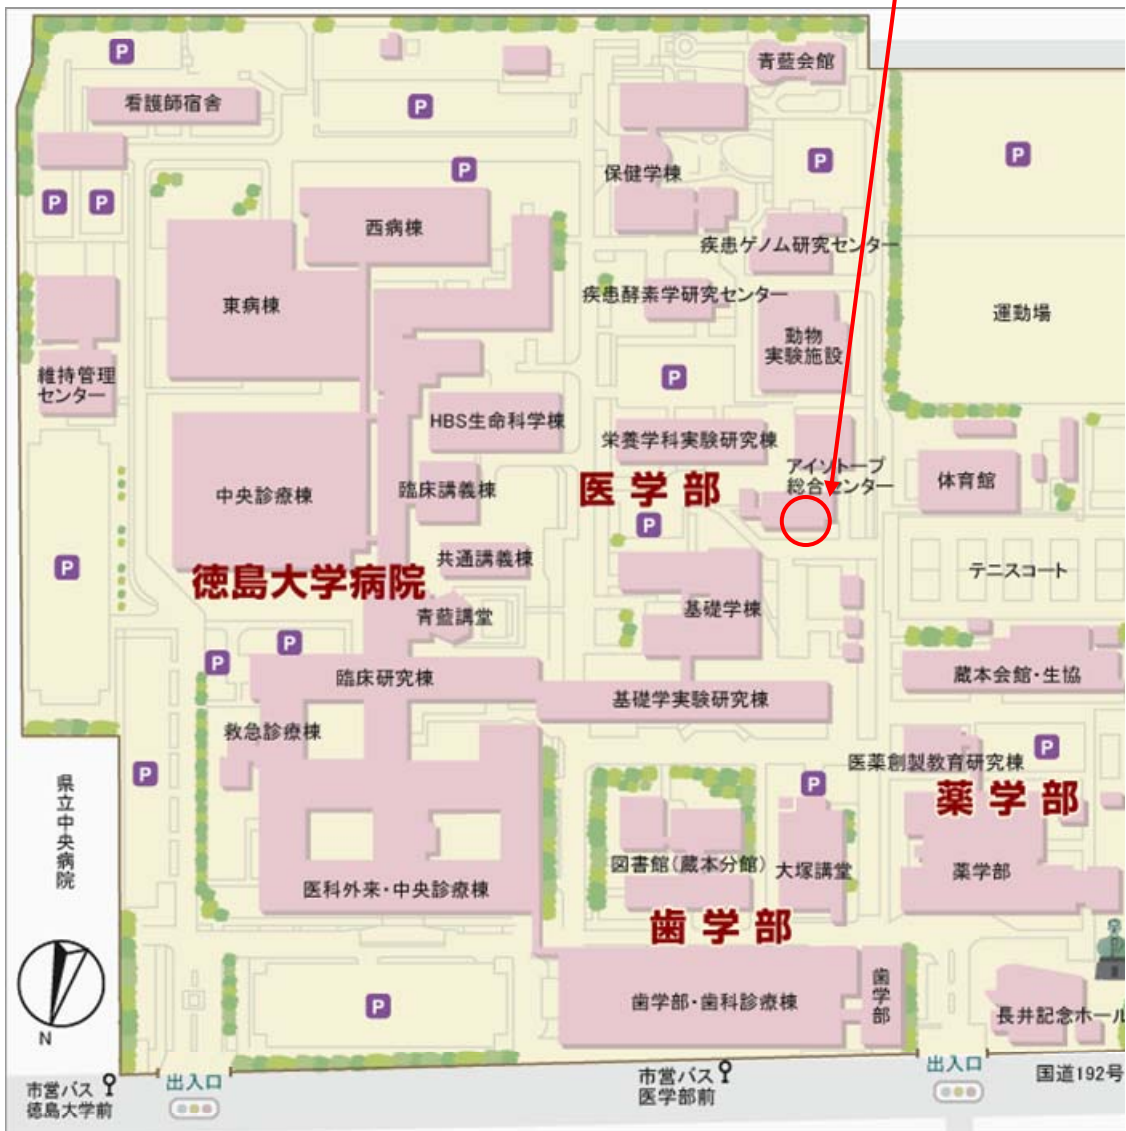 P
青藍会館
看護師宿舎
P
保健学棟
P
P
P
P
P
西病棟
疾患ゲノム研究センター
東病棟
疾患酵素学研究センター
運動場
動物
実験施設
維持管理
センター
P
HBS生命科学棟
栄養学科実験研究棟
アイソトープ
総合センター
体育館
中央診療棟
臨床講義棟
医学部
P
P
共通講義棟
テニスコート
徳島大学病院
青藍講堂
基礎学棟
P
P
臨床研究棟
基礎学実験研究棟
蔵本会館・生協
救急診療棟
P
医薬創製教育研究棟
P
県立中央病院
P
薬学部
図書館(蔵本分館)
大塚講堂
薬学部
医科外来・中央診療棟
歯学部
N
P
歯学部・歯科診療棟
歯学部
長井記念ホール
市営バス
徳島大学前
出入口
市営バス
医学部前
出入口
国道192号